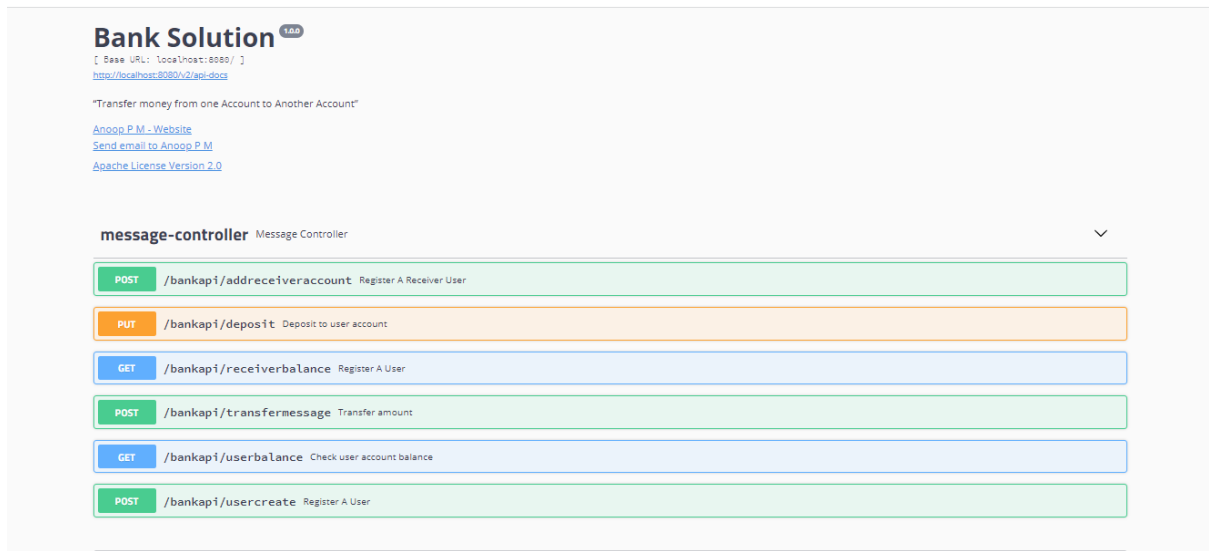 Bank Solution 1.0.0
[ Base URL: localhost:8080/ ]
http://localhost:8080/v2/api-docs
"Transfer money from one Account to Another Account"
Anoop P M - Website
Send email to Anoop P M
Apache License Version 2.0
message-controller Message Controller
POST /bankapi/addreceiveraccount Register A Receiver User
PUT /bankapi/deposit Deposit to user account
GET /bankapi/receiverbalance Register A User
POST /bankapi/transfermessage Transfer amount
GET /bankapi/userbalance Check user account balance
POST /bankapi/usercreate Register A User